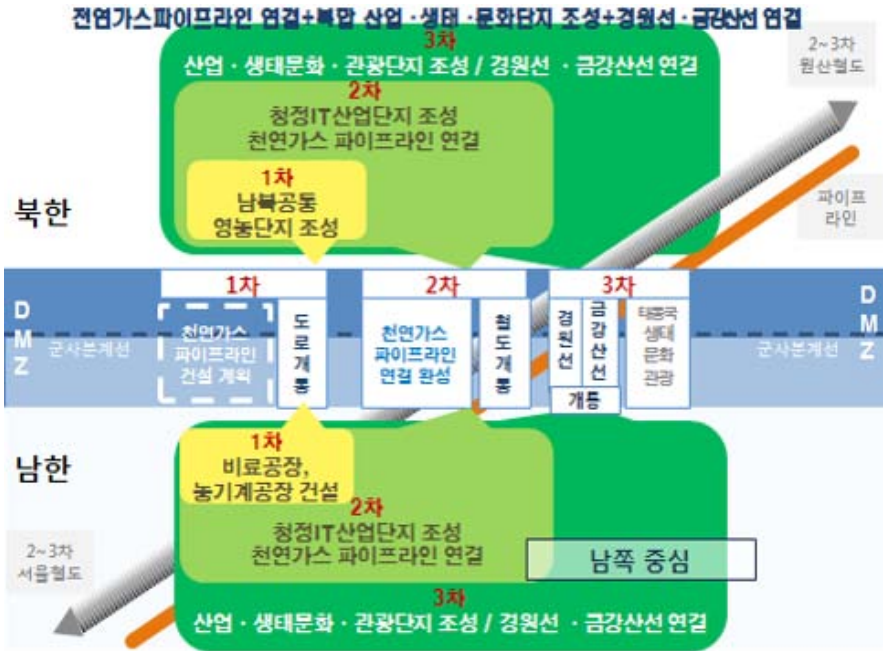 전연가스파이프라인 연결+복합 산업 ·생태 ·문화단지 조성+경원선 ·금강산선 연결
3차
산업 · 생태문화 · 관광단지 조성 / 경원선 · 금강산선 연결
2~3차
원산철도
2차
청정IT산업단지 조성
천연가스 파이프라인 연결
1차
남북공통
영농단지 조성
북한
파이프
라인
1차
2차
3차
DMZ
군사분계선
천연가스
파이프라인
건설 계획
도로개통
천연가스
파이프라인
연결 완성
철도개통
경원선
금강산선
개통
태종국
생태
문화
관광
군사분계선
DMZ
남한
1차
비료공장,
농기계공장 건설
2차
청정IT산업단지 조성
천연가스 파이프라인 연결
남쪽 중심
2~3차
서울철도
3차
산업 · 생태문화 · 관광단지 조성 / 경원선 · 금강산선 연결